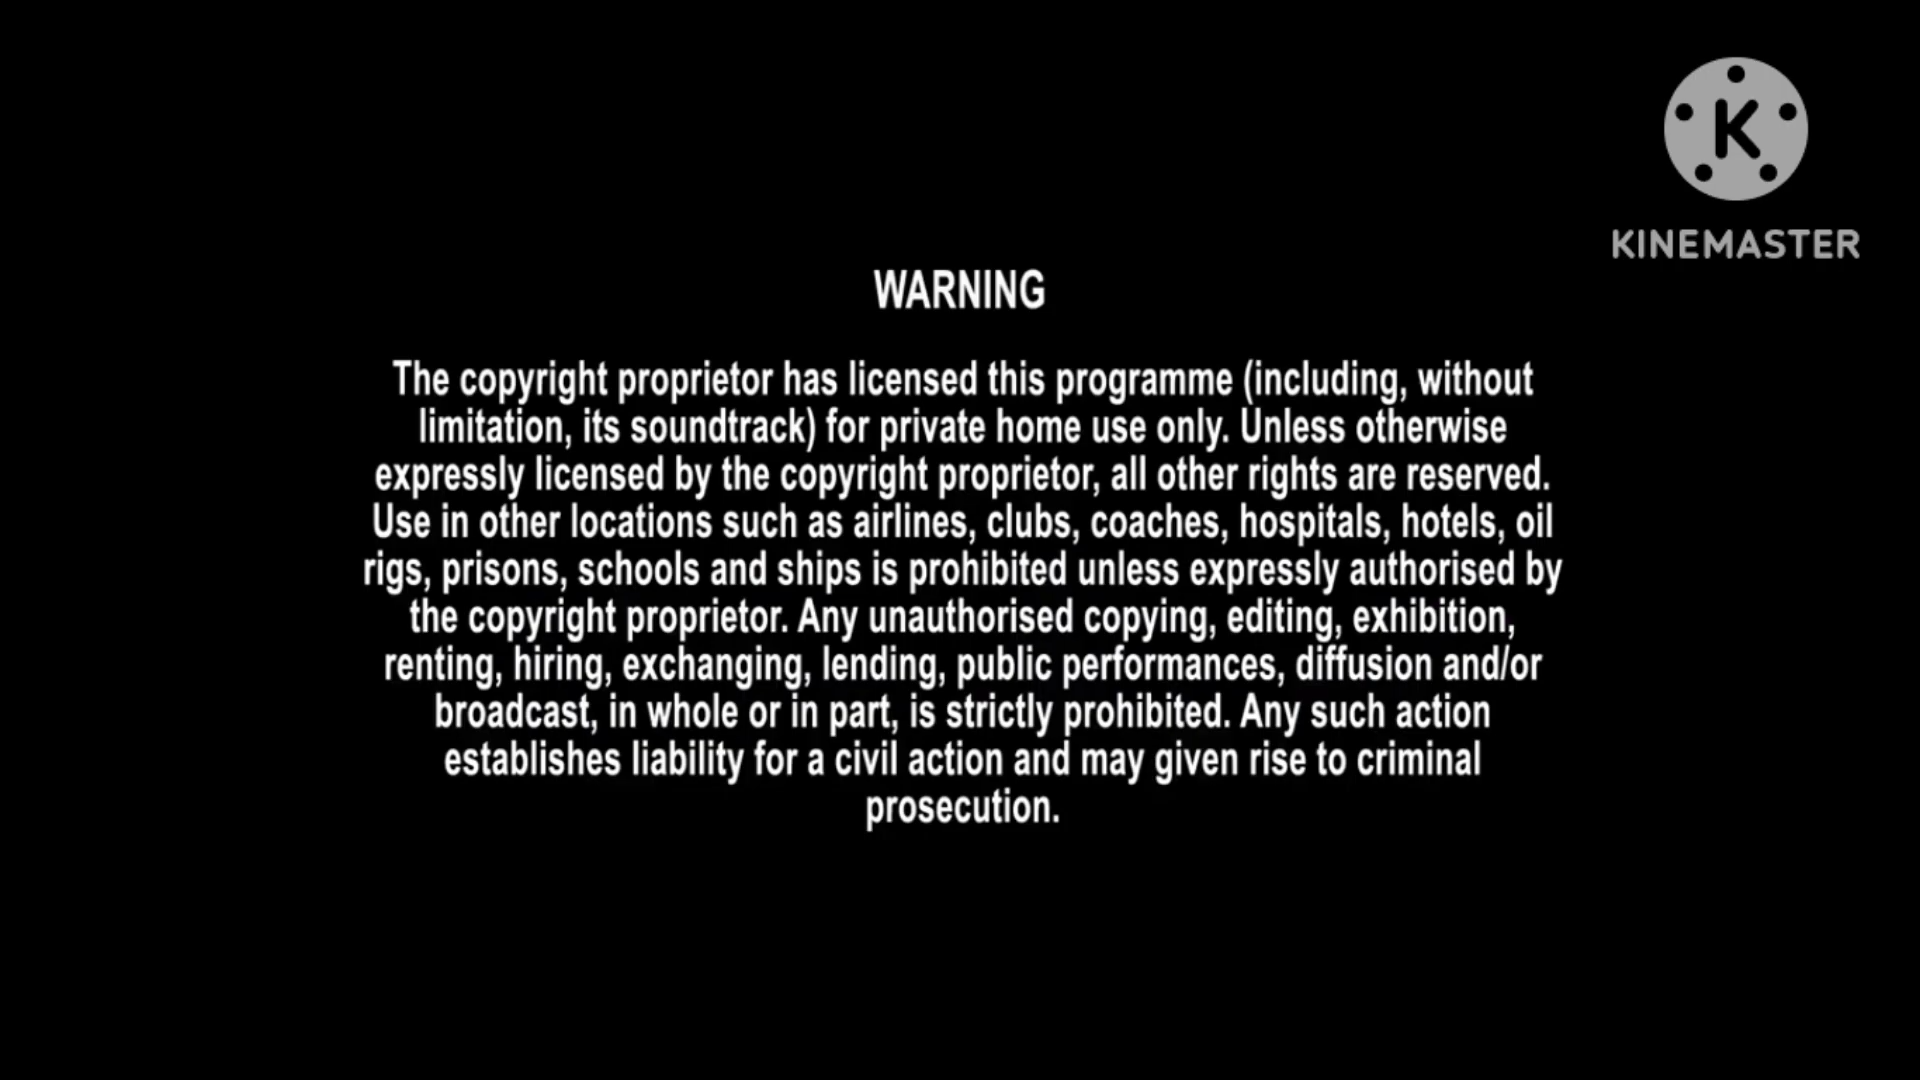 K
KINEMASTER
WARNING
The copyright proprietor has licensed this programme (including, without
limitation, its soundtrack) for private home use only. Unless otherwise
expressly licensed by the copyright proprietor, all other rights are reserved.
Use in other locations such as airlines, clubs, coaches, hospitals, hotels, oil
rigs, prisons, schools and ships is prohibited unless expressly authorised by
the copyright proprietor. Any unauthorised copying, editing, exhibition,
renting, hiring, exchanging, lending, public performances, diffusion and/or
broadcast, in whole or in part, is strictly prohibited. Any such action
establishes liability for a civil action and may given rise to criminal
prosecution.